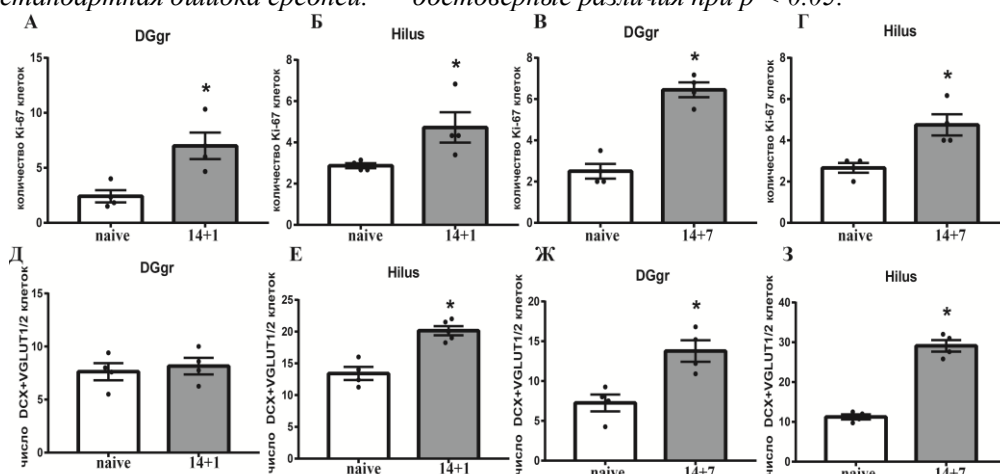 стандартная ошибка средней. достоверные различия при p < 0.05.
А
DGgr
количество Ki-67 клеток
15
10
5
0
*
naive
14+1
Б
Hilus
количество Ki-67 клеток
8
6
4
2
0
*
naive
14+1
В
DGgr
количество Ki-67 клеток
8
6
4
2
0
*
naive
14+7
Г
Hilus
количество Ki-67 клеток
8
6
4
2
0
*
naive
14+7
Д
DGgr
число DCX+VGLUT1/2 клеток
15
10
5
0
naive
14+1
Е
Hilus
число DCX+VGLUT1/2 клеток
25
20
15
10
5
0
*
naive
14+1
Ж
DGgr
число DCX+VGLUT1/2 клеток
20
15
10
5
0
*
naive
14+7
З
Hilus
число DCX+VGLUT1/2 клеток
40
30
20
10
0
*
naive
14+7